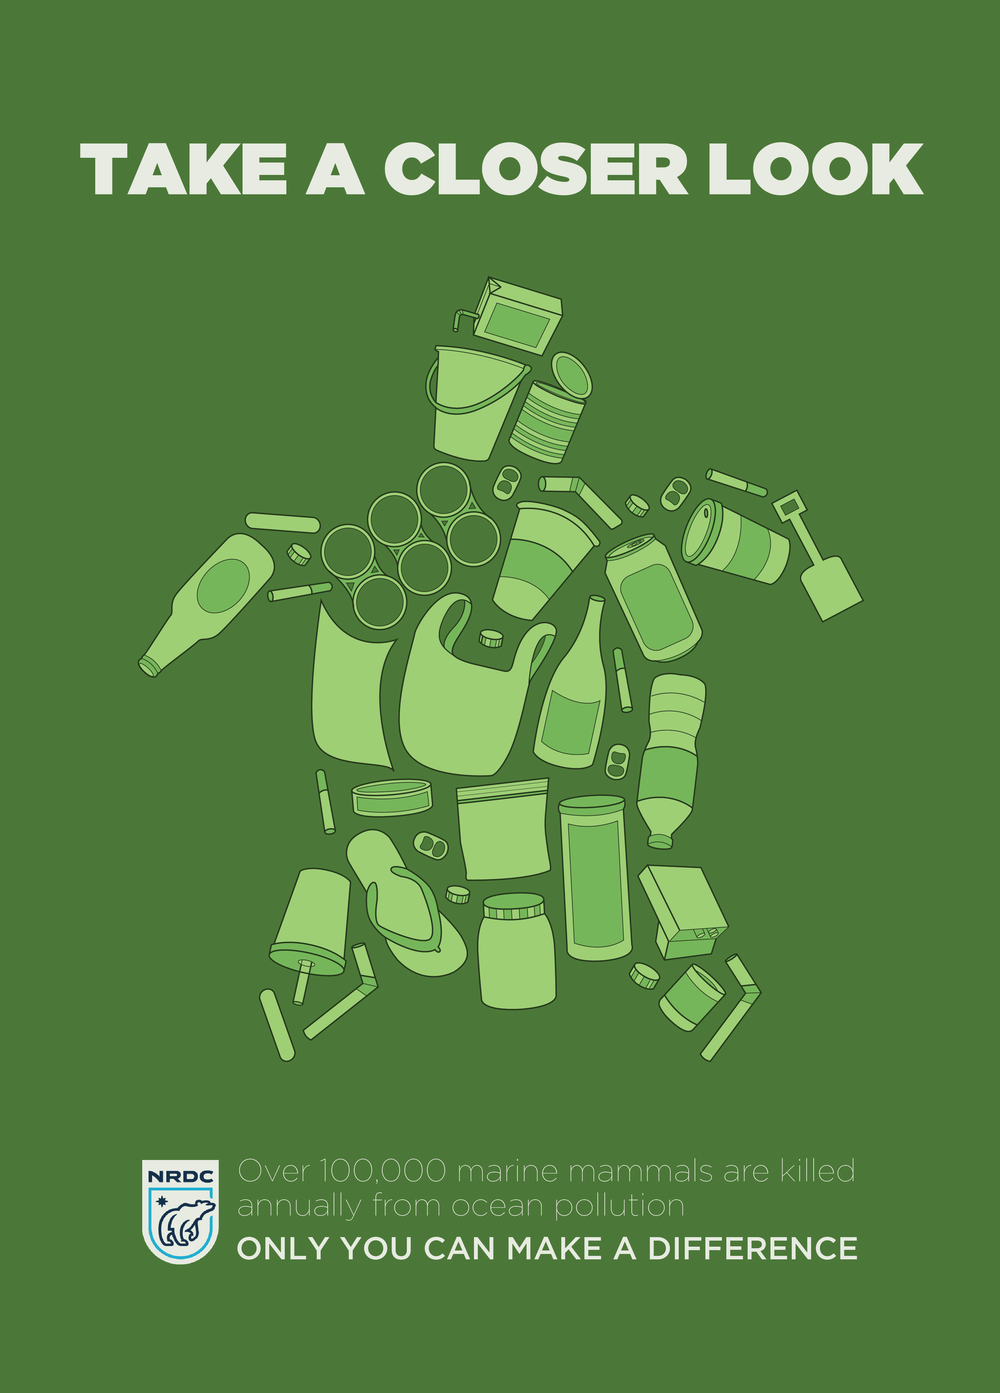 TAKE A CLOSER LOOK
NRDC
Over 100,000 marine mammals are killed
annually from ocean pollution
ONLY YOU CAN MAKE A DIFFERENCE